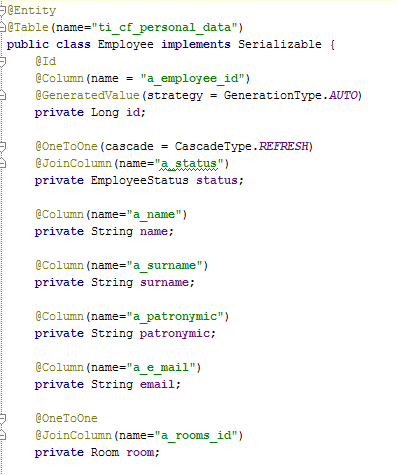 @Entity
@Table(name="ti_cf_personal_data")
public class Employee implements Serializable {
@Id
@Column(name = "a_employee_id")
@GeneratedValue(strategy = GenerationType.AUTO)
private Long id;
@OneToOne(cascade = CascadeType.REFRESH)
@JoinColumn(name="a_status")
private EmployeeStatus status;
@Column(name="a_name")
private String name;
@Column(name="a_surname")
private String surname;
@Column(name="a_patronymic")
private String patronymic;
@Column(name="a_e_mail")
private String email;
@OneToOne
@JoinColumn(name="a_rooms_id")
private Room room;